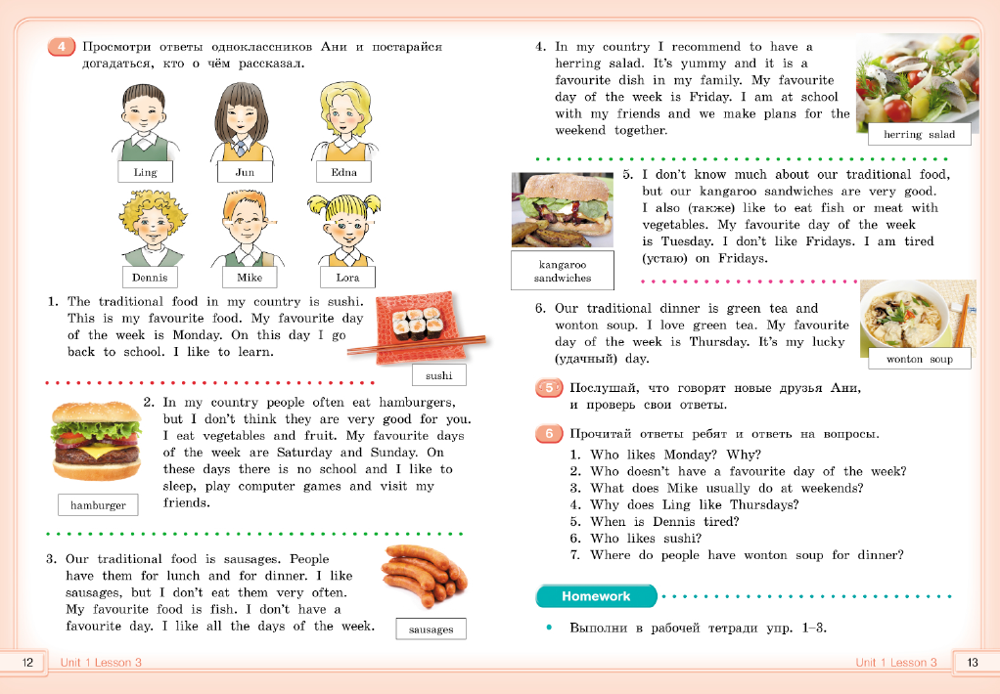 4 Просмотри ответы одноклассников Ани и постарайся
догадаться, кто о чём рассказал.
Ling
Jun
Edna
Dennis
Mike
Lora
1. The traditional food in my country is sushi.
This is my favourite food. My favourite day
of the week is Monday. On this day I go
back to school. I like to learn.
sushi
2. In my country people often eat hamburgers,
but I don't think they are very good for you.
I eat vegetables and fruit. My favourite days
of the week are Saturday and Sunday. On
these days there is no school and I like to
sleep, play computer games and visit my
friends.
hamburger
3. Our traditional food is sausages. People
have them for lunch and for dinner. I like
sausages, but I don't eat them very often.
My favourite food is fish. I don't have a
favourite day. I like all the days of the week.
sausages
12 Unit 1 Lesson 3
4. In my country I recommend to have a
herring salad. It's yummy and it is a
favourite dish in my family. My favourite
day of the week is Friday. I am at school
with my friends and we make plans for the
weekend together.
herring salad
5. I don't know much about our traditional food,
but our kangaroo sandwiches are very good.
I also (также) like to eat fish or meat with
vegetables. My favourite day of the week
is Tuesday. I don't like Fridays. I am tired
(устаю) on Fridays.
kangaroo
sandwiches
6. Our traditional dinner is green tea and
wonton soup. I love green tea. My favourite
day of the week is Thursday. It's my lucky
(удачный) day.
wonton soup
5 Послушай, что говорят новые друзья Ани,
и проверь свои ответы.
6 Прочитай ответы ребят и ответь на вопросы.
1. Who likes Monday? Why?
2. Who doesn't have a favourite day of the week?
3. What does Mike usually do at weekends?
4. Why does Ling like Thursdays?
5. When is Dennis tired?
6. Who likes sushi?
7. Where do people have wonton soup for dinner?
Homework
• Выполни в рабочей тетради упр. 1–3.
Unit 1 Lesson 3 13